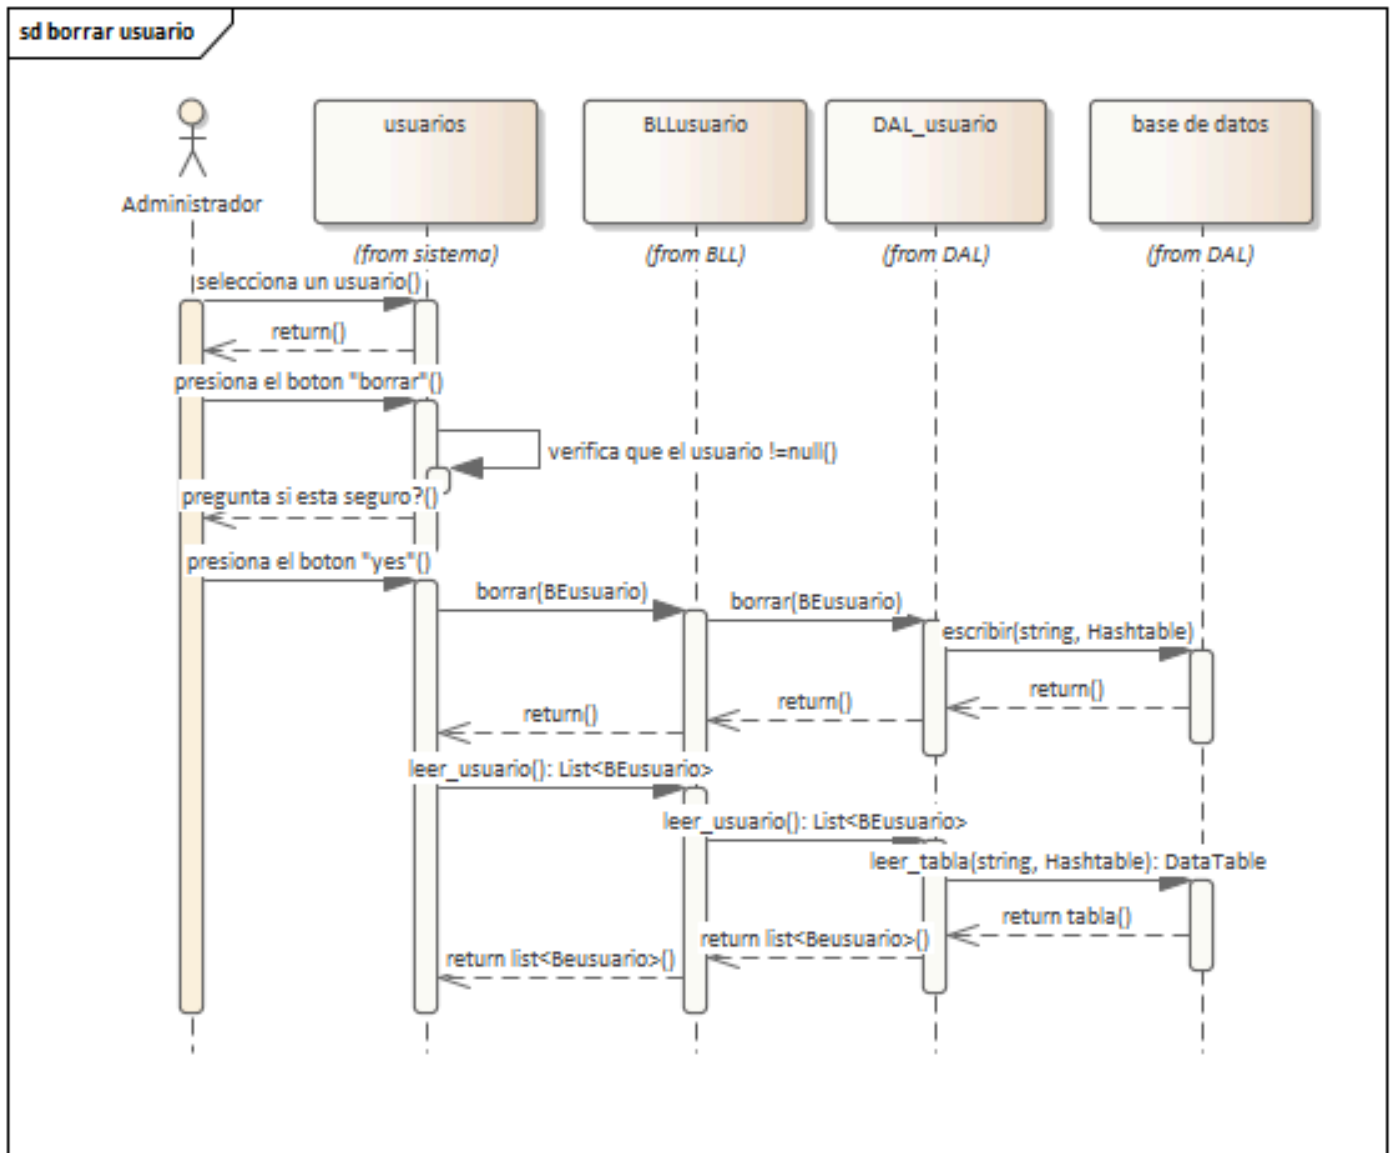 sd borrar usuario
usuarios
BLLusuario
DAL_usuario
base de datos
Administrador
(from sistema)
(from BLL)
(from DAL)
(from DAL)
selecciona un usuario()
return()
presiona el boton "borrar"()
verifica que el usuario !=null()
pregunta si esta seguro?()
presiona el boton "yes"()
borrar(BEusuario)
borrar(BEusuario)
escribir(string, Hashtable)
return()
return()
return()
leer_usuario(): List<BEusuario>
leer_usuario(): List<BEusuario>
leer_tabla(string, Hashtable): DataTable
return tabla()
return list<Beusuario>()
return list<Beusuario>()